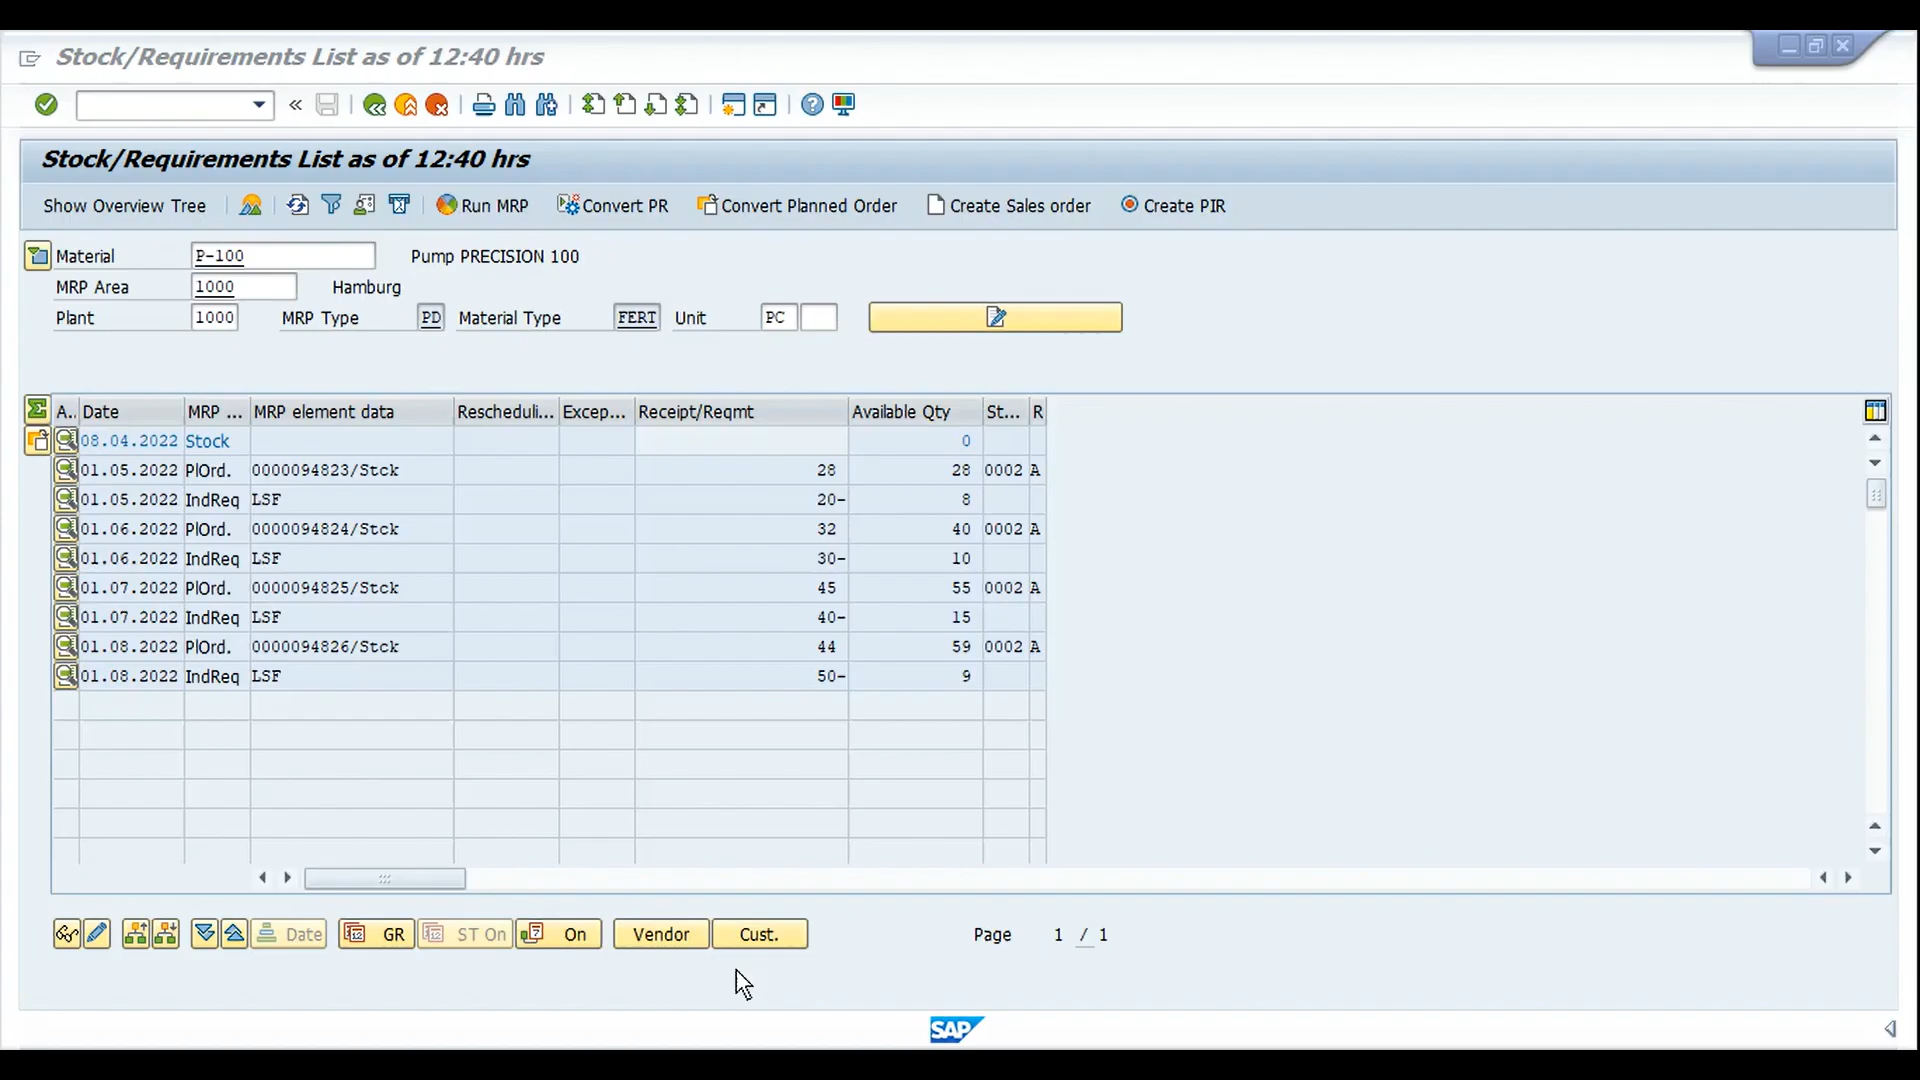 Stock/Requirements List as of 12:40 hrs
Stock/Requirements List as of 12:40 hrs
Show Overview Tree Run MRP Convert PR Convert Planned Order Create Sales order Create PIR
Material P-100 Pump PRECISION 100
MRP Area 1000 Hamburg
Plant 1000 MRP Type PD Material Type FERT Unit PC
A.. Date MRP ... MRP element data Rescheduli... Excep... Receipt/Reqmt Available Qty St... R
08.04.2022 Stock 0
01.05.2022 PlOrd. 0000094823/Stck 28 28 0002 A
01.05.2022 IndReq LSF 20- 8
01.06.2022 PlOrd. 0000094824/Stck 32 40 0002 A
01.06.2022 IndReq LSF 30- 10
01.07.2022 PlOrd. 0000094825/Stck 45 55 0002 A
01.07.2022 IndReq LSF 40- 15
01.08.2022 PlOrd. 0000094826/Stck 44 59 0002 A
01.08.2022 IndReq LSF 50- 9
Date GR ST On On Vendor Cust. Page 1 / 1
SAP